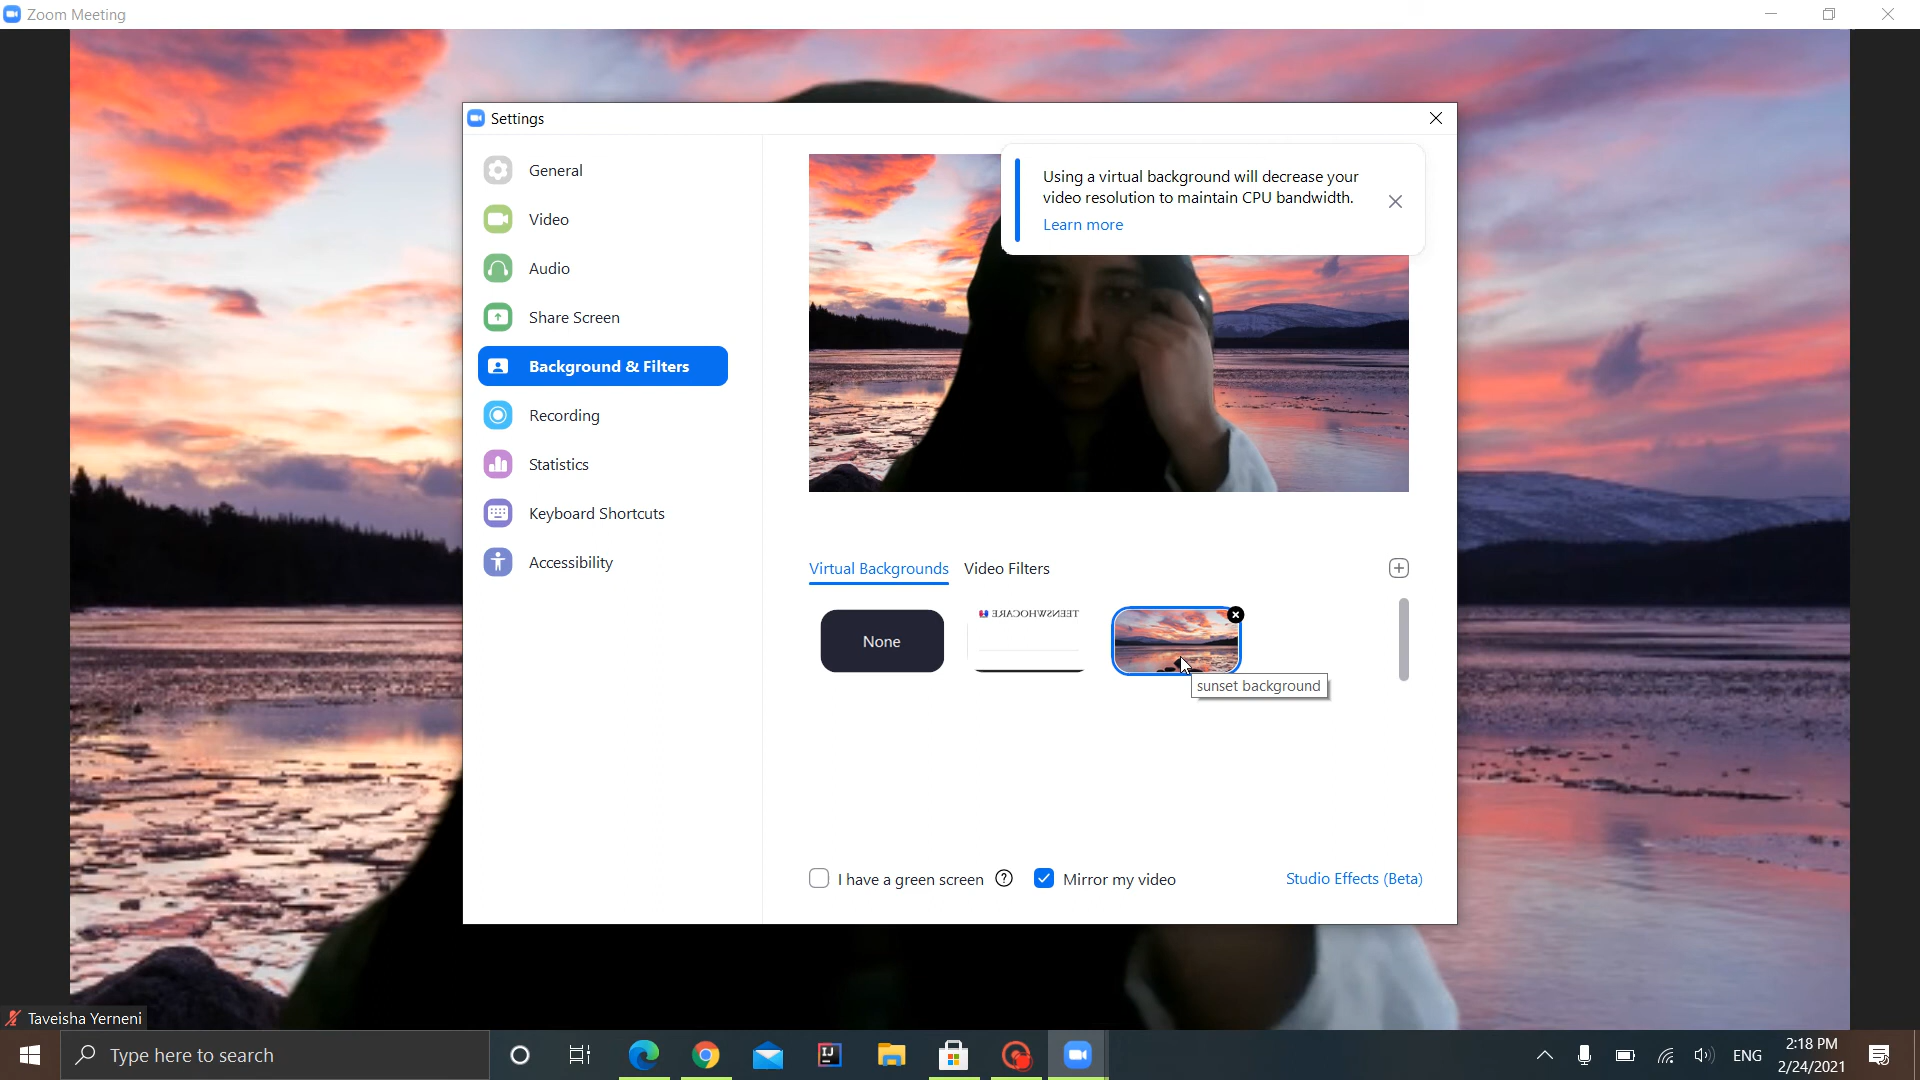 Zoom Meeting
Settings
General
Video
Audio
Share Screen
Background & Filters
Recording
Statistics
Keyboard Shortcuts
Accessibility
Using a virtual background will decrease your
video resolution to maintain CPU bandwidth.
Learn more
Virtual Backgrounds
Video Filters
None
TEENSWHOCARE
sunset background
I have a green screen
Mirror my video
Studio Effects (Beta)
Taveisha Yerneni
Type here to search
IJ
ENG
2:18 PM
2/24/2021